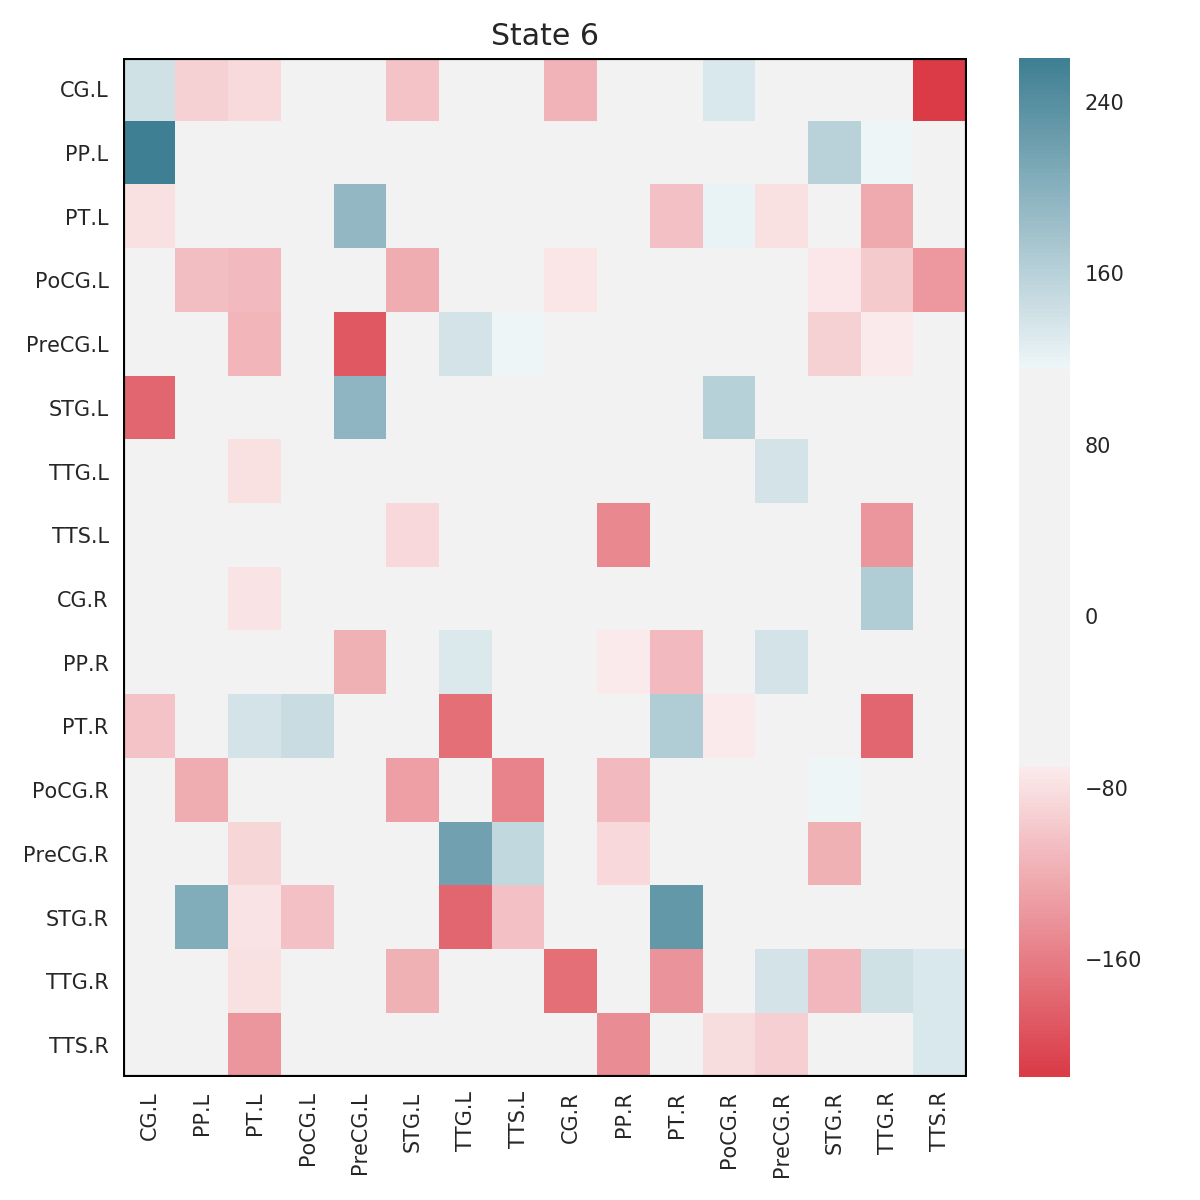 State 6
CG.L
PP.L
PT.L
PoCG.L
PreCG.L
STG.L
TTG.L
TTS.L
CG.R
PP.R
PT.R
PoCG.R
PreCG.R
STG.R
TTG.R
TTS.R
CG.L
PP.L
PT.L
PoCG.L
PreCG.L
STG.L
TTG.L
TTS.L
CG.R
PP.R
PT.R
PoCG.R
PreCG.R
STG.R
TTG.R
TTS.R
240
160
80
0
−80
−160